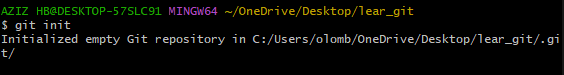 AZIZ HB@DESKTOP-57SLC91 MINGW64 ~/OneDrive/Desktop/lear_git
$ git init
Initialized empty Git repository in C:/Users/olomb/OneDrive/Desktop/lear_git/.gi
t/